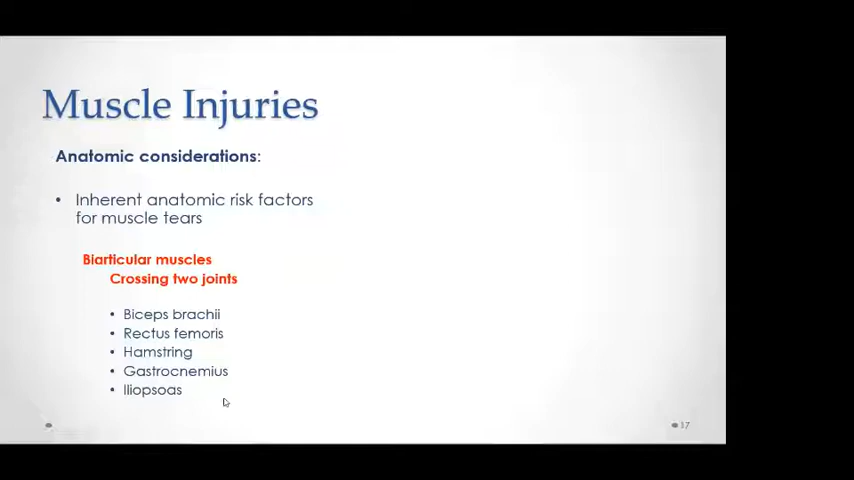 Muscle Injuries
Anatomic considerations:
• Inherent anatomic risk factors
for muscle tears
Biarticular muscles
Crossing two joints
• Biceps brachii
• Rectus femoris
• Hamstring
• Gastrocnemius
• Iliopsoas
17